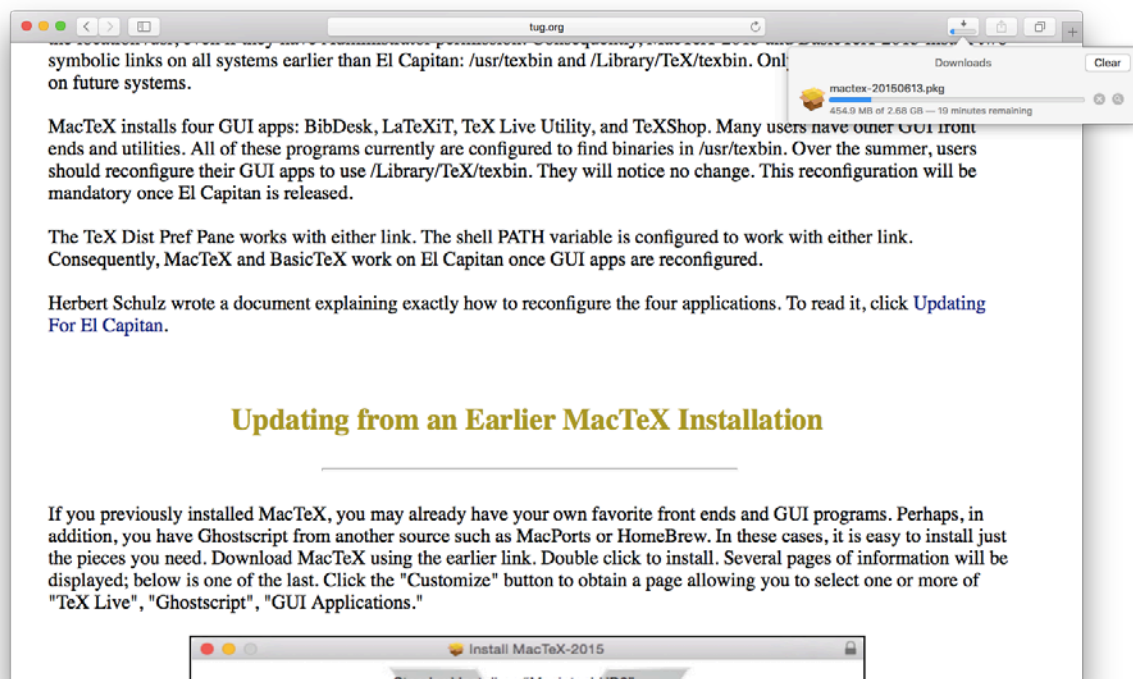 tug.org
symbolic links on all systems earlier than El Capitan: /usr/texbin and /Library/TeX/texbin.
on future systems.
Downloads
Clear
mactex-20150613.pkg
454.9 MB of 2.68 GB — 19 minutes remaining
MacTeX installs four GUI apps: BibDesk, LaTeXiT, TeX Live Utility, and TeXShop. Many users have other GUI front
ends and utilities. All of these programs currently are configured to find binaries in /usr/texbin. Over the summer, users
should reconfigure their GUI apps to use /Library/TeX/texbin. They will notice no change. This reconfiguration will be
mandatory once El Capitan is released.
The TeX Dist Pref Pane works with either link. The shell PATH variable is configured to work with either link.
Consequently, MacTeX and BasicTeX work on El Capitan once GUI apps are reconfigured.
Herbert Schulz wrote a document explaining exactly how to reconfigure the four applications. To read it, click Updating
For El Capitan.
Updating from an Earlier MacTeX Installation
If you previously installed MacTeX, you may already have your own favorite front ends and GUI programs. Perhaps, in
addition, you have Ghostscript from another source such as MacPorts or HomeBrew. In these cases, it is easy to install just
the pieces you need. Download MacTeX using the earlier link. Double click to install. Several pages of information will be
displayed; below is one of the last. Click the "Customize" button to obtain a page allowing you to select one or more of
"TeX Live", "Ghostscript", "GUI Applications."
Install MacTeX-2015